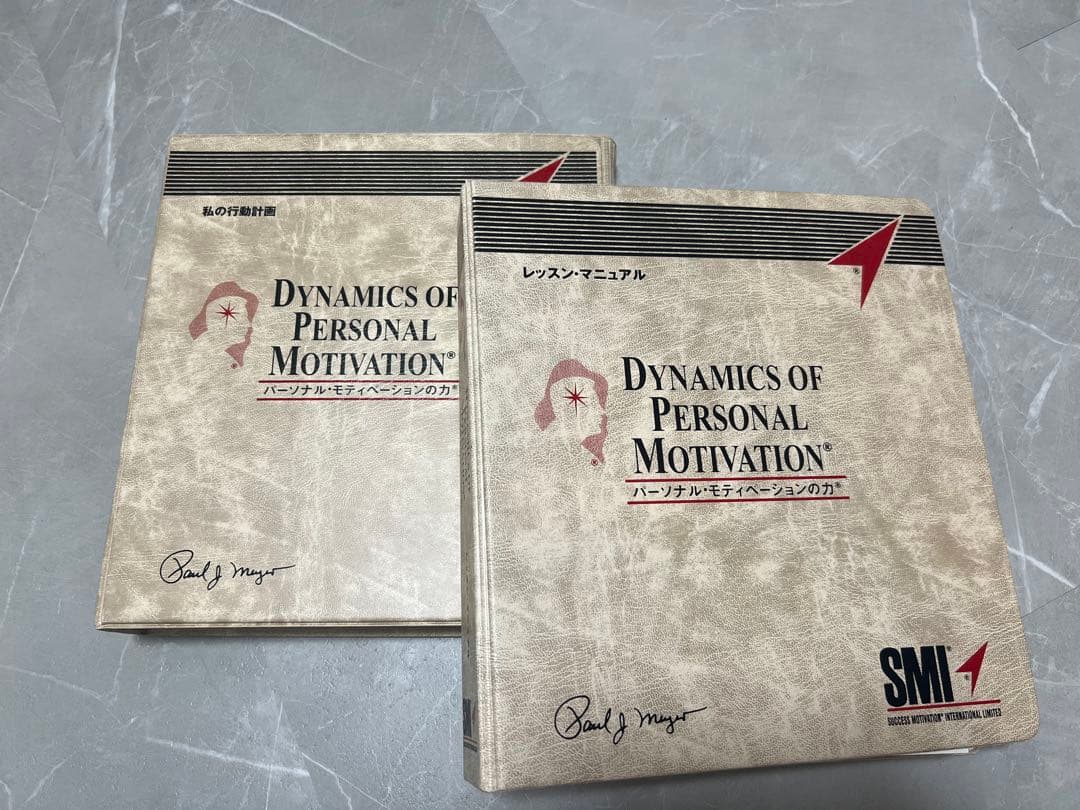 私の行動計画
DYNAMICS OF
PERSONAL
MOTIVATION®
パーソナル・モティベーションの力®
Paul J. Meyer
レッスン・マニュアル
DYNAMICS OF
PERSONAL
MOTIVATION®
パーソナル・モティベーションの力®
Paul J. Meyer
SMI®
SUCCESS MOTIVATION® INTERNATIONAL LIMITED